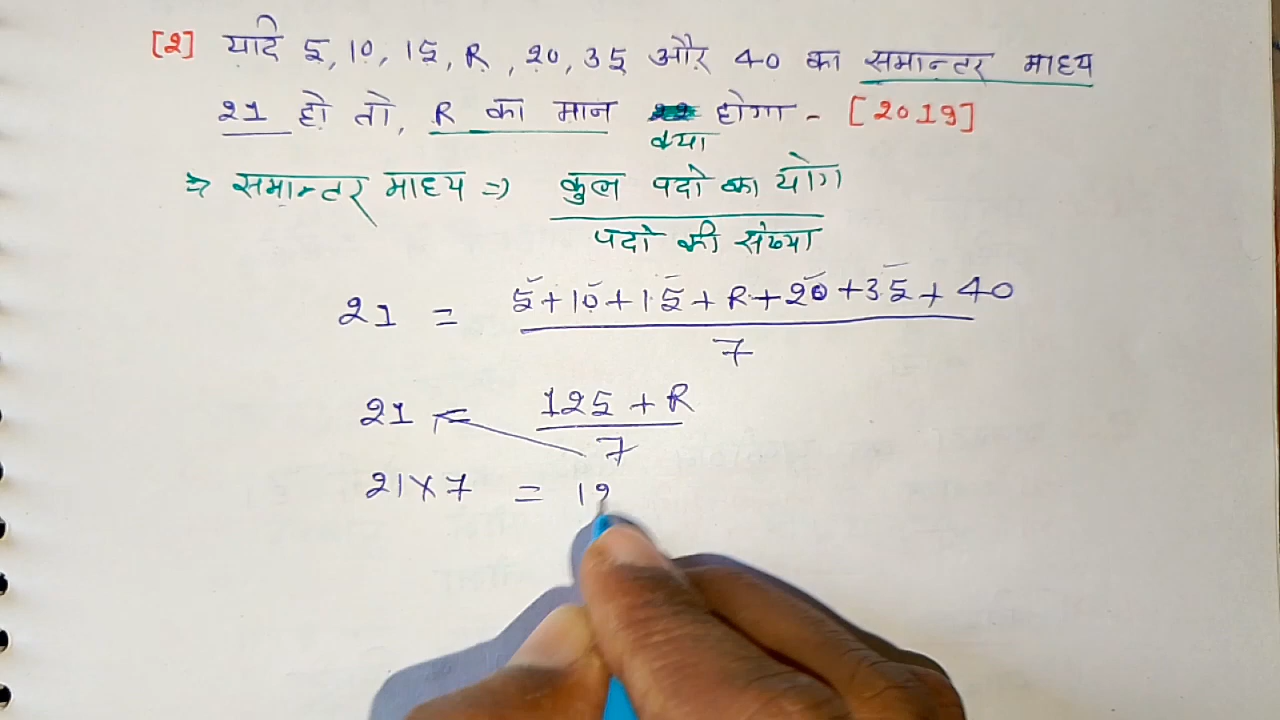 [2] यदि 5, 10, 15, R, 20, 35 और 40 का समान्तर माध्य
21 हो तो, R का मान क्या होगा - [2019]
⇒ समान्तर माध्य ⇒ कुल पदो का योग
पदो की संख्या
21 = 5+10+15+R+20+35+40
7
21 = 125 + R
7
21×7 = 12